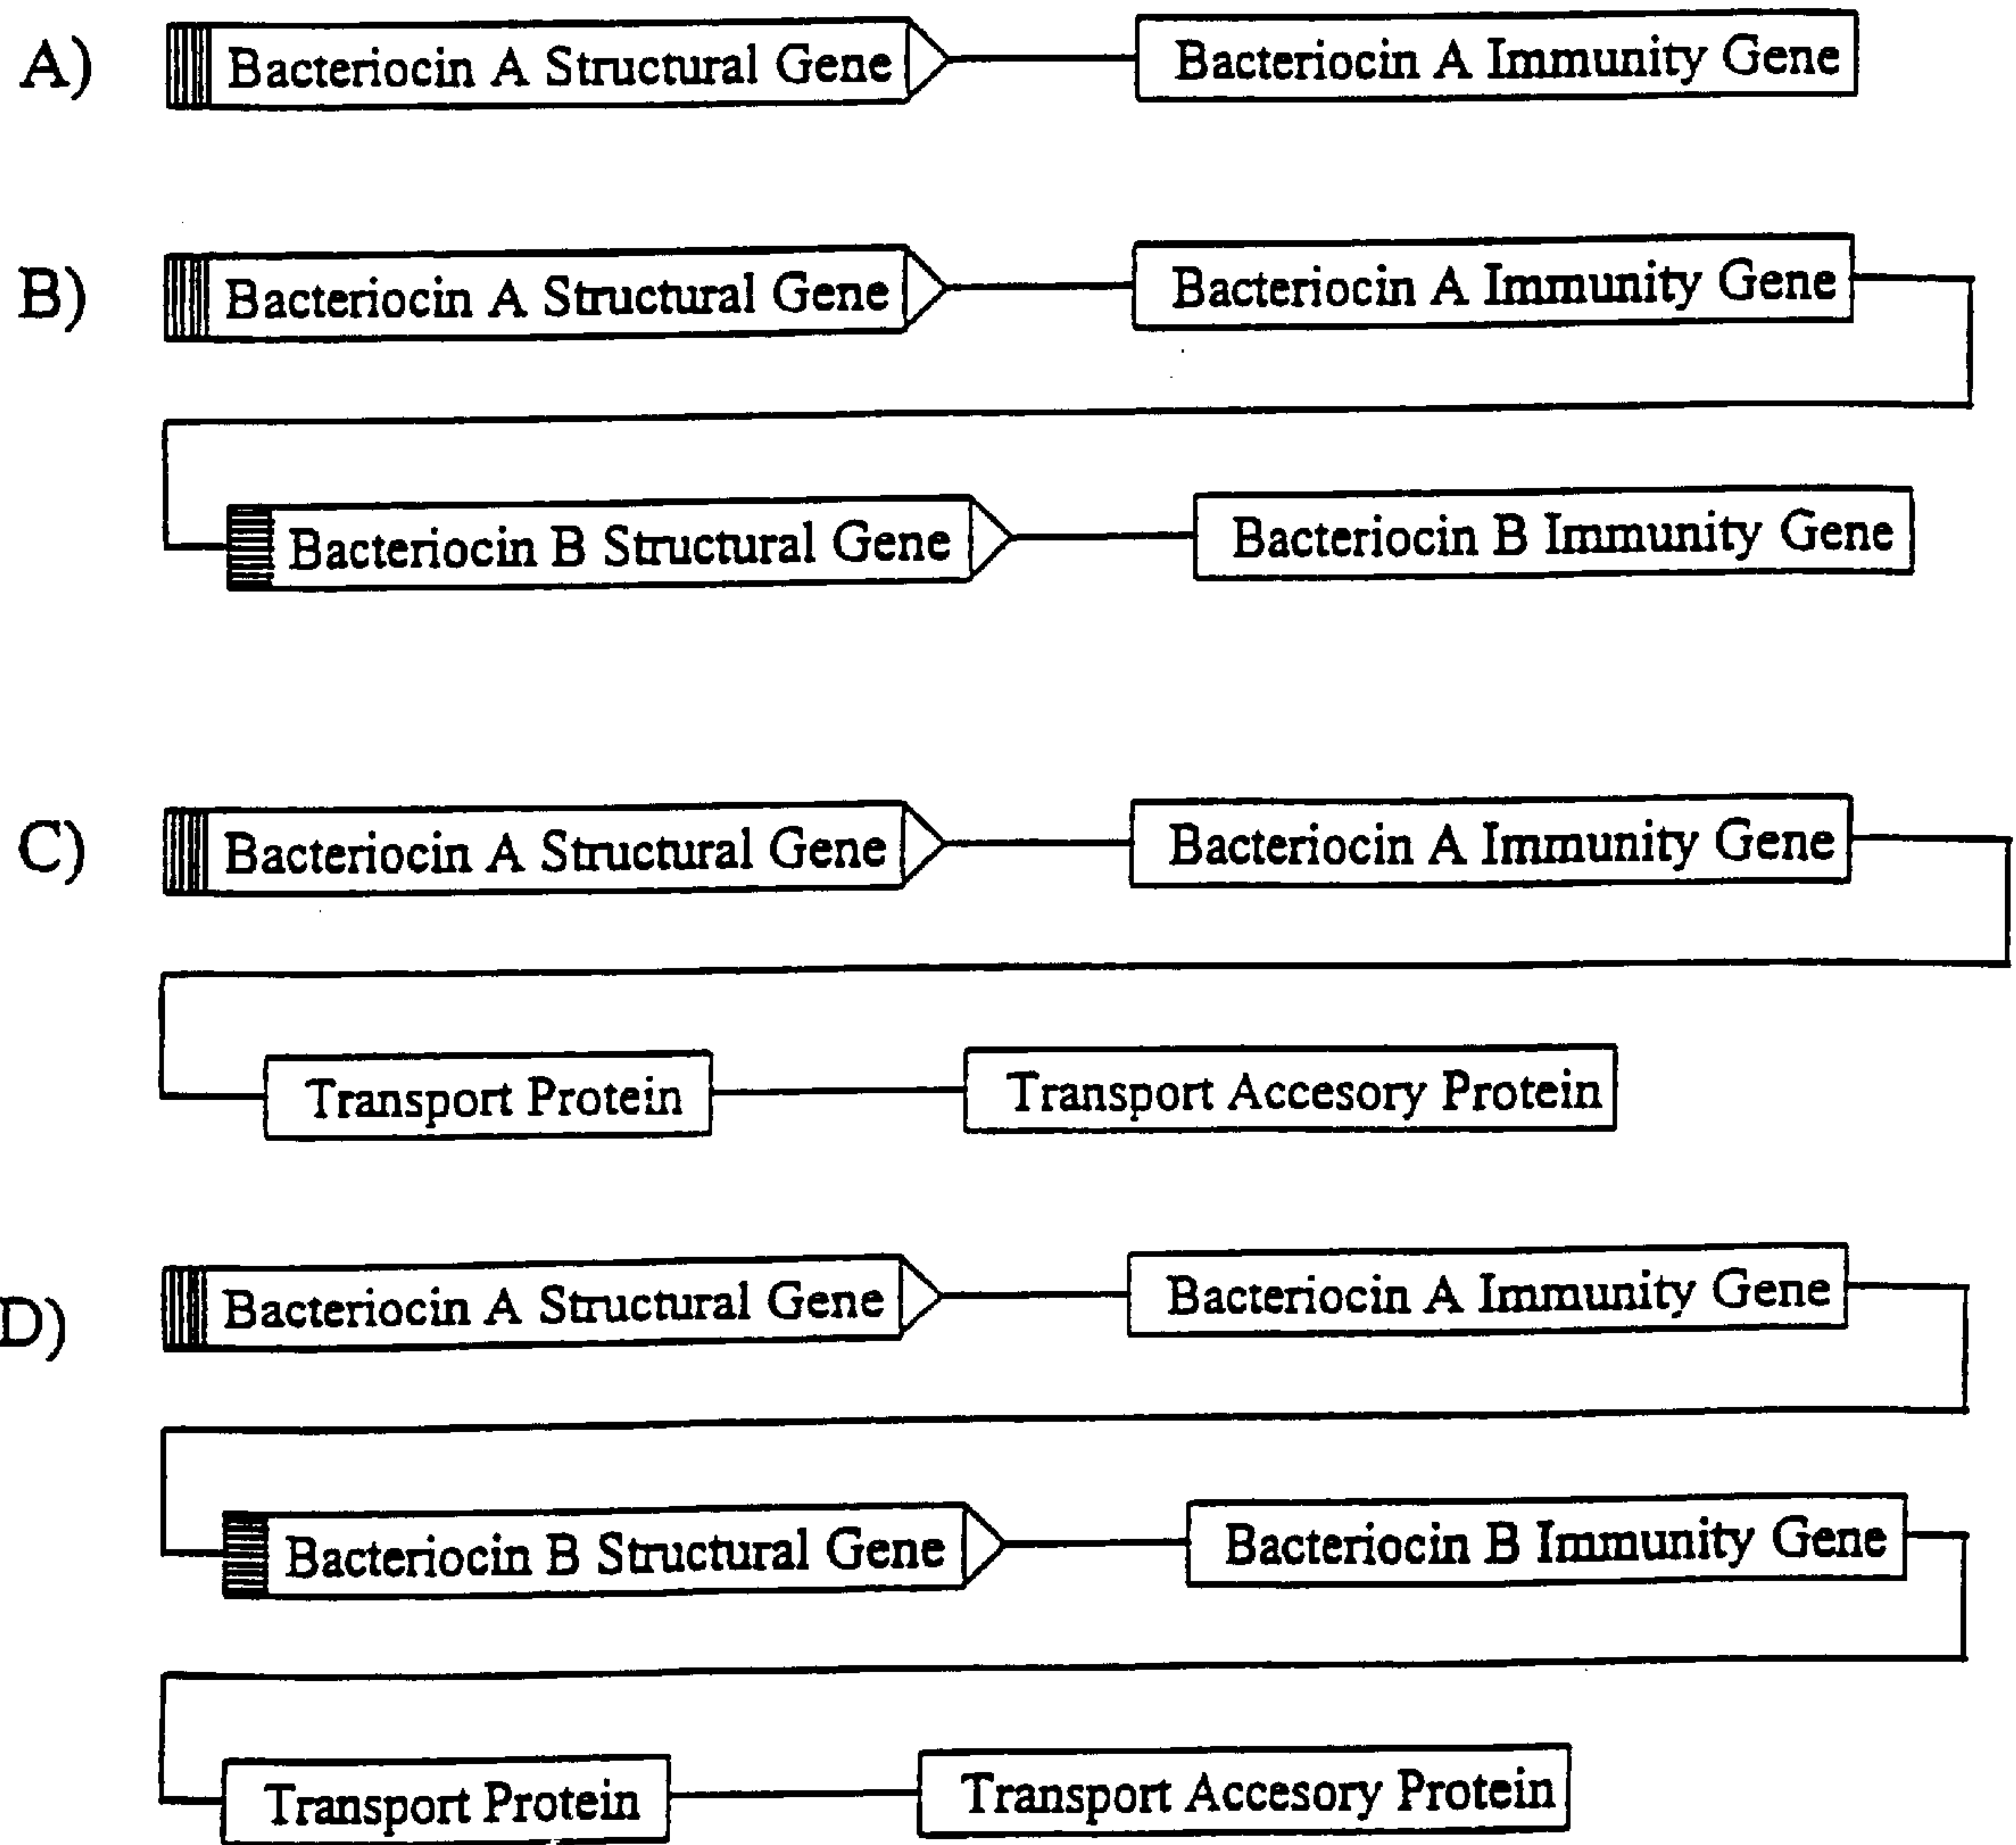 A) Bacteriocin A Structural Gene Bacteriocin A Immunity Gene
B) Bacteriocin A Structural Gene Bacteriocin A Immunity Gene
Bacteriocin B Structural Gene Bacteriocin B Immunity Gene
C) Bacteriocin A Structural Gene Bacteriocin A Immunity Gene
Transport Protein Transport Accesory Protein
D) Bacteriocin A Structural Gene Bacteriocin A Immunity Gene
Bacteriocin B Structural Gene Bacteriocin B Immunity Gene
Transport Protein Transport Accesory Protein